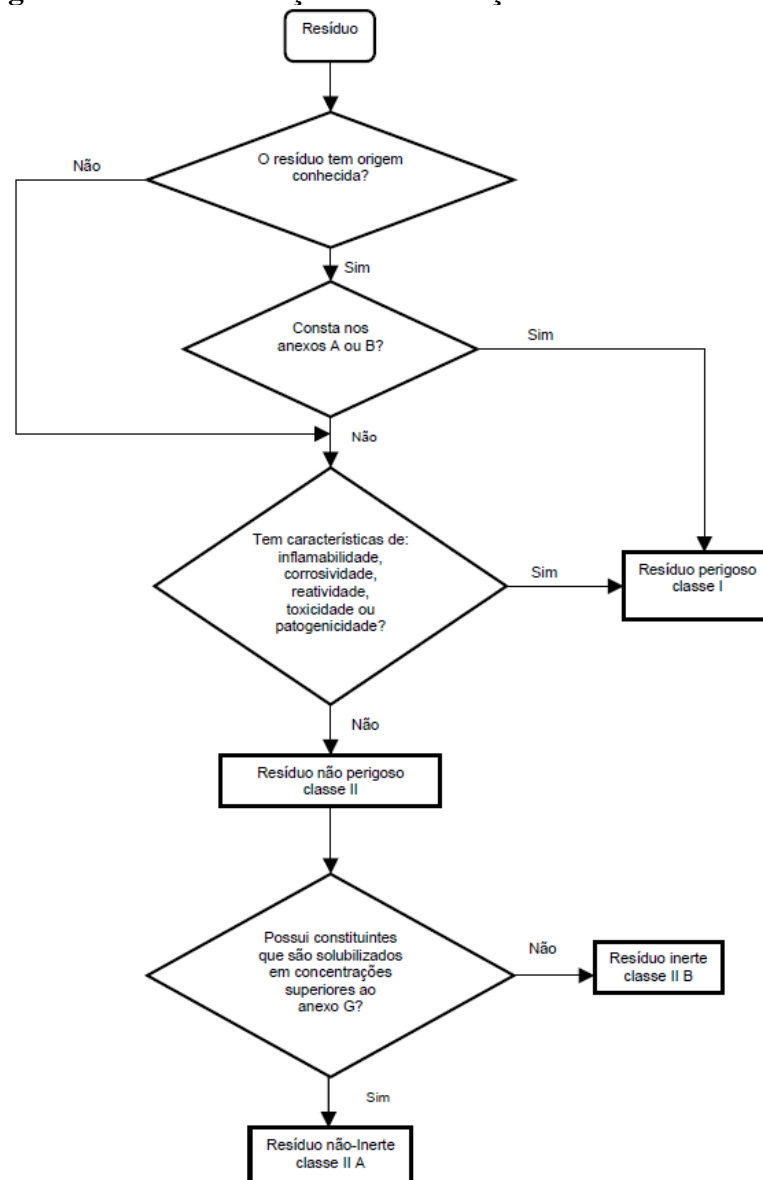 Resíduo
O resíduo tem origem
conhecida?
Não
Sim
Consta nos
anexos A ou B?
Sim
Não
Tem características de:
inflamabilidade,
corrosividade,
reatividade,
toxicidade ou
patogenicidade?
Sim
Resíduo perigoso
classe I
Não
Resíduo não perigoso
classe II
Possui constituintes
que são solubilizados
em concentrações
superiores ao
anexo G?
Não
Resíduo inerte
classe II B
Sim
Resíduo não-Inerte
classe II A